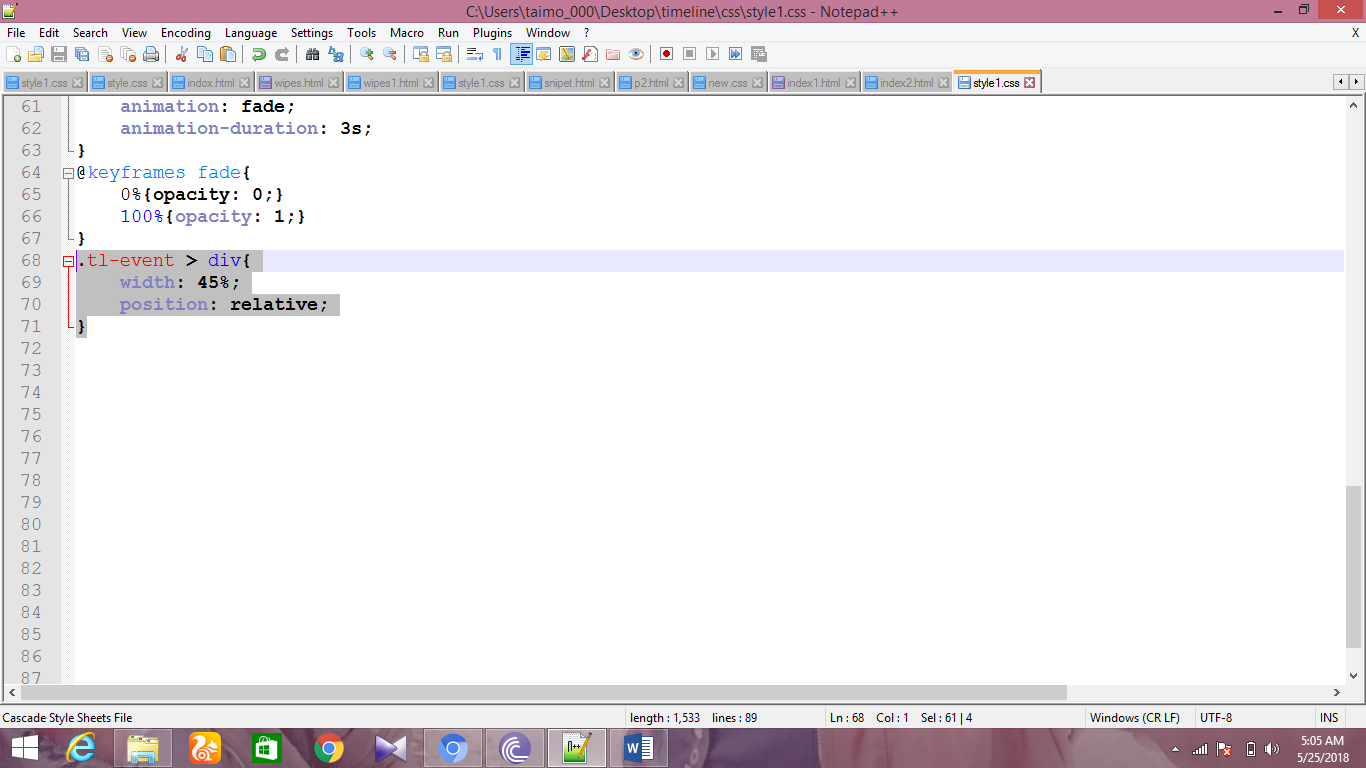 C:\Users\taimo_000\Desktop\timeline\css\style1.css - Notepad++
File Edit Search View Encoding Language Settings Tools Macro Run Plugins Window ? X
style1.css style.css indox.html wipes.html wipes1.html style1.css snipet.html p2.html new.css index1.html index2.html style1.css
61 animation: fade;
62 animation-duration: 3s;
63 }
64 @keyframes fade{
65 0%{opacity: 0;}
66 100%{opacity: 1;}
67 }
68 .tl-event > div{
69 width: 45%;
70 position: relative;
71 }
72
73
74
75
76
77
78
79
80
81
82
83
84
85
86
87
Cascade Style Sheets File length : 1,533 lines : 89 Ln : 68 Col : 1 Sel : 61 | 4 Windows (CR LF) UTF-8 INS
5:05 AM
5/25/2018